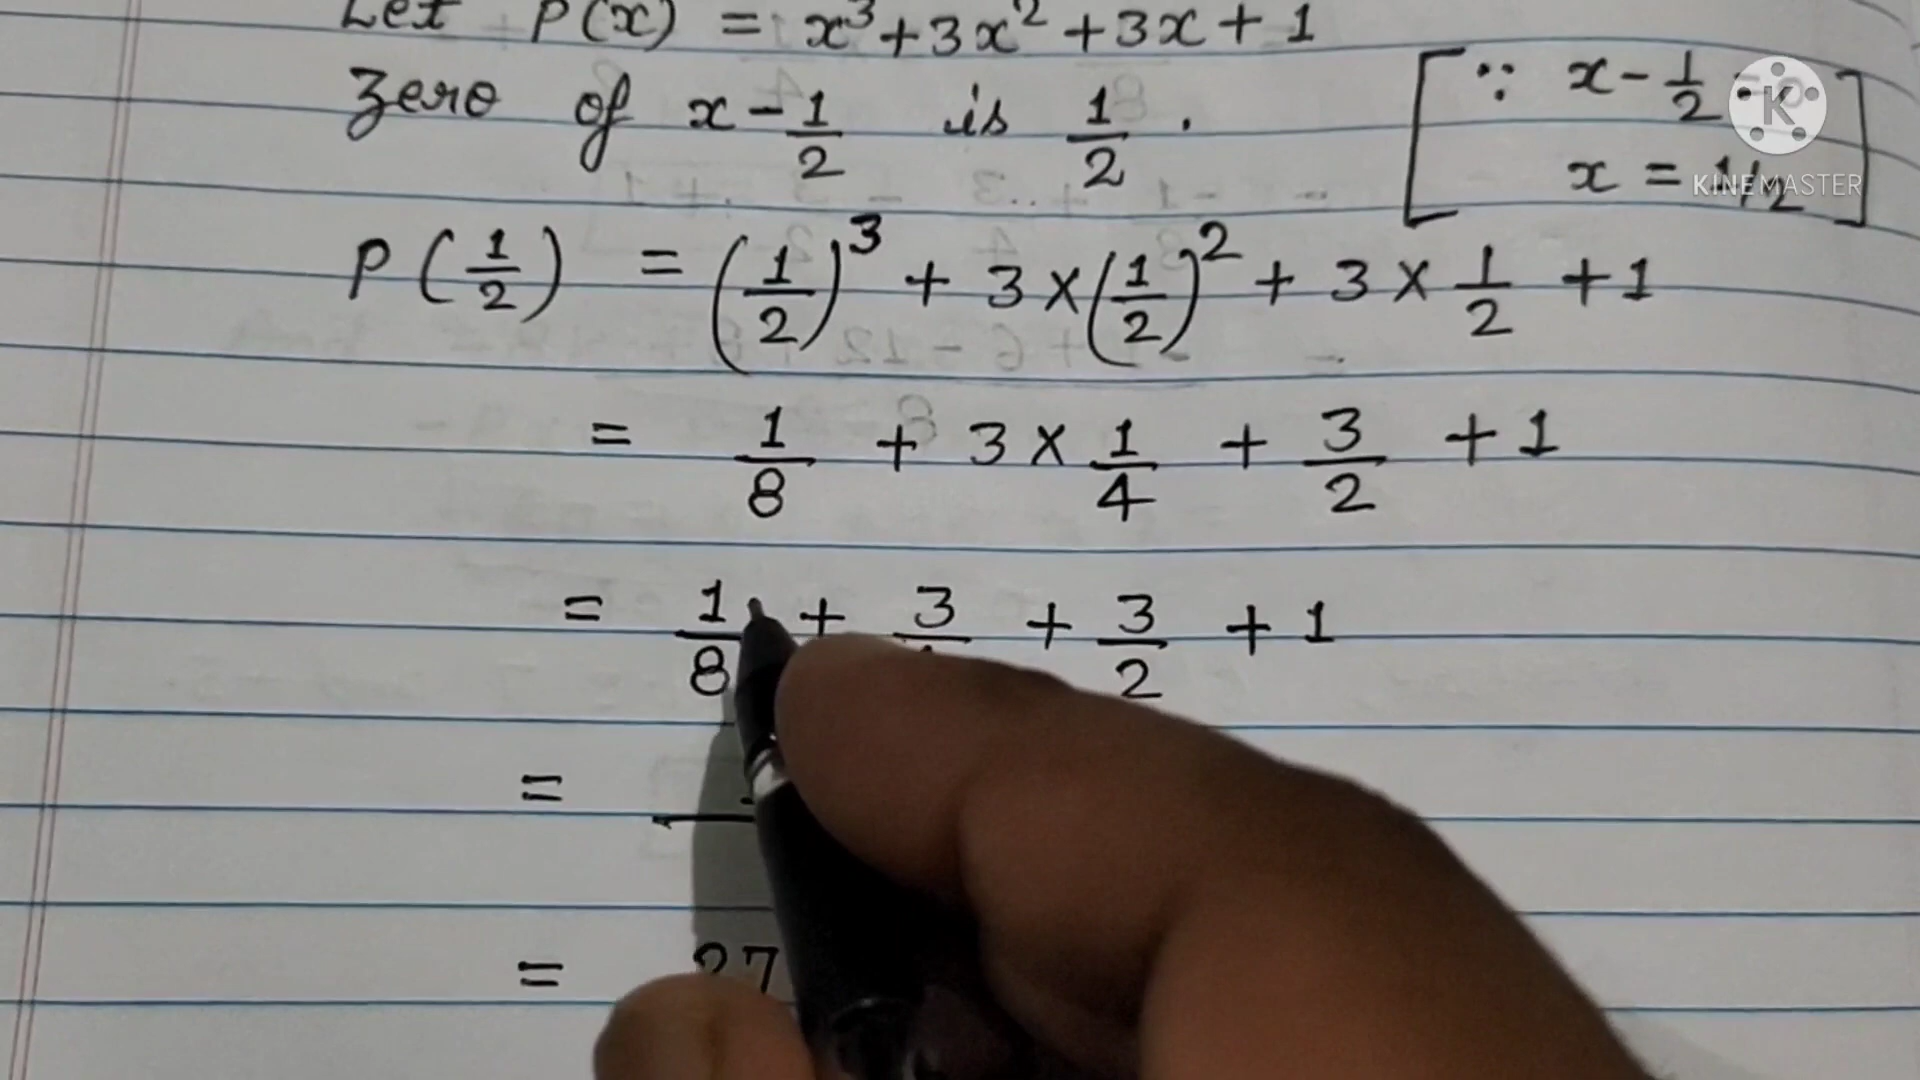 Let P(x) = x³+3x²+3x+1
Zero of x-1/2 is 1/2.
[∵ x-1/2 =0
x = 1/2]
KINEMASTER
P(1/2) = (1/2)³ + 3×(1/2)² + 3×1/2 +1
= 1/8 + 3×1/4 + 3/2 +1
= 1/8 + 3/ + 3/2 +1
=
= 27